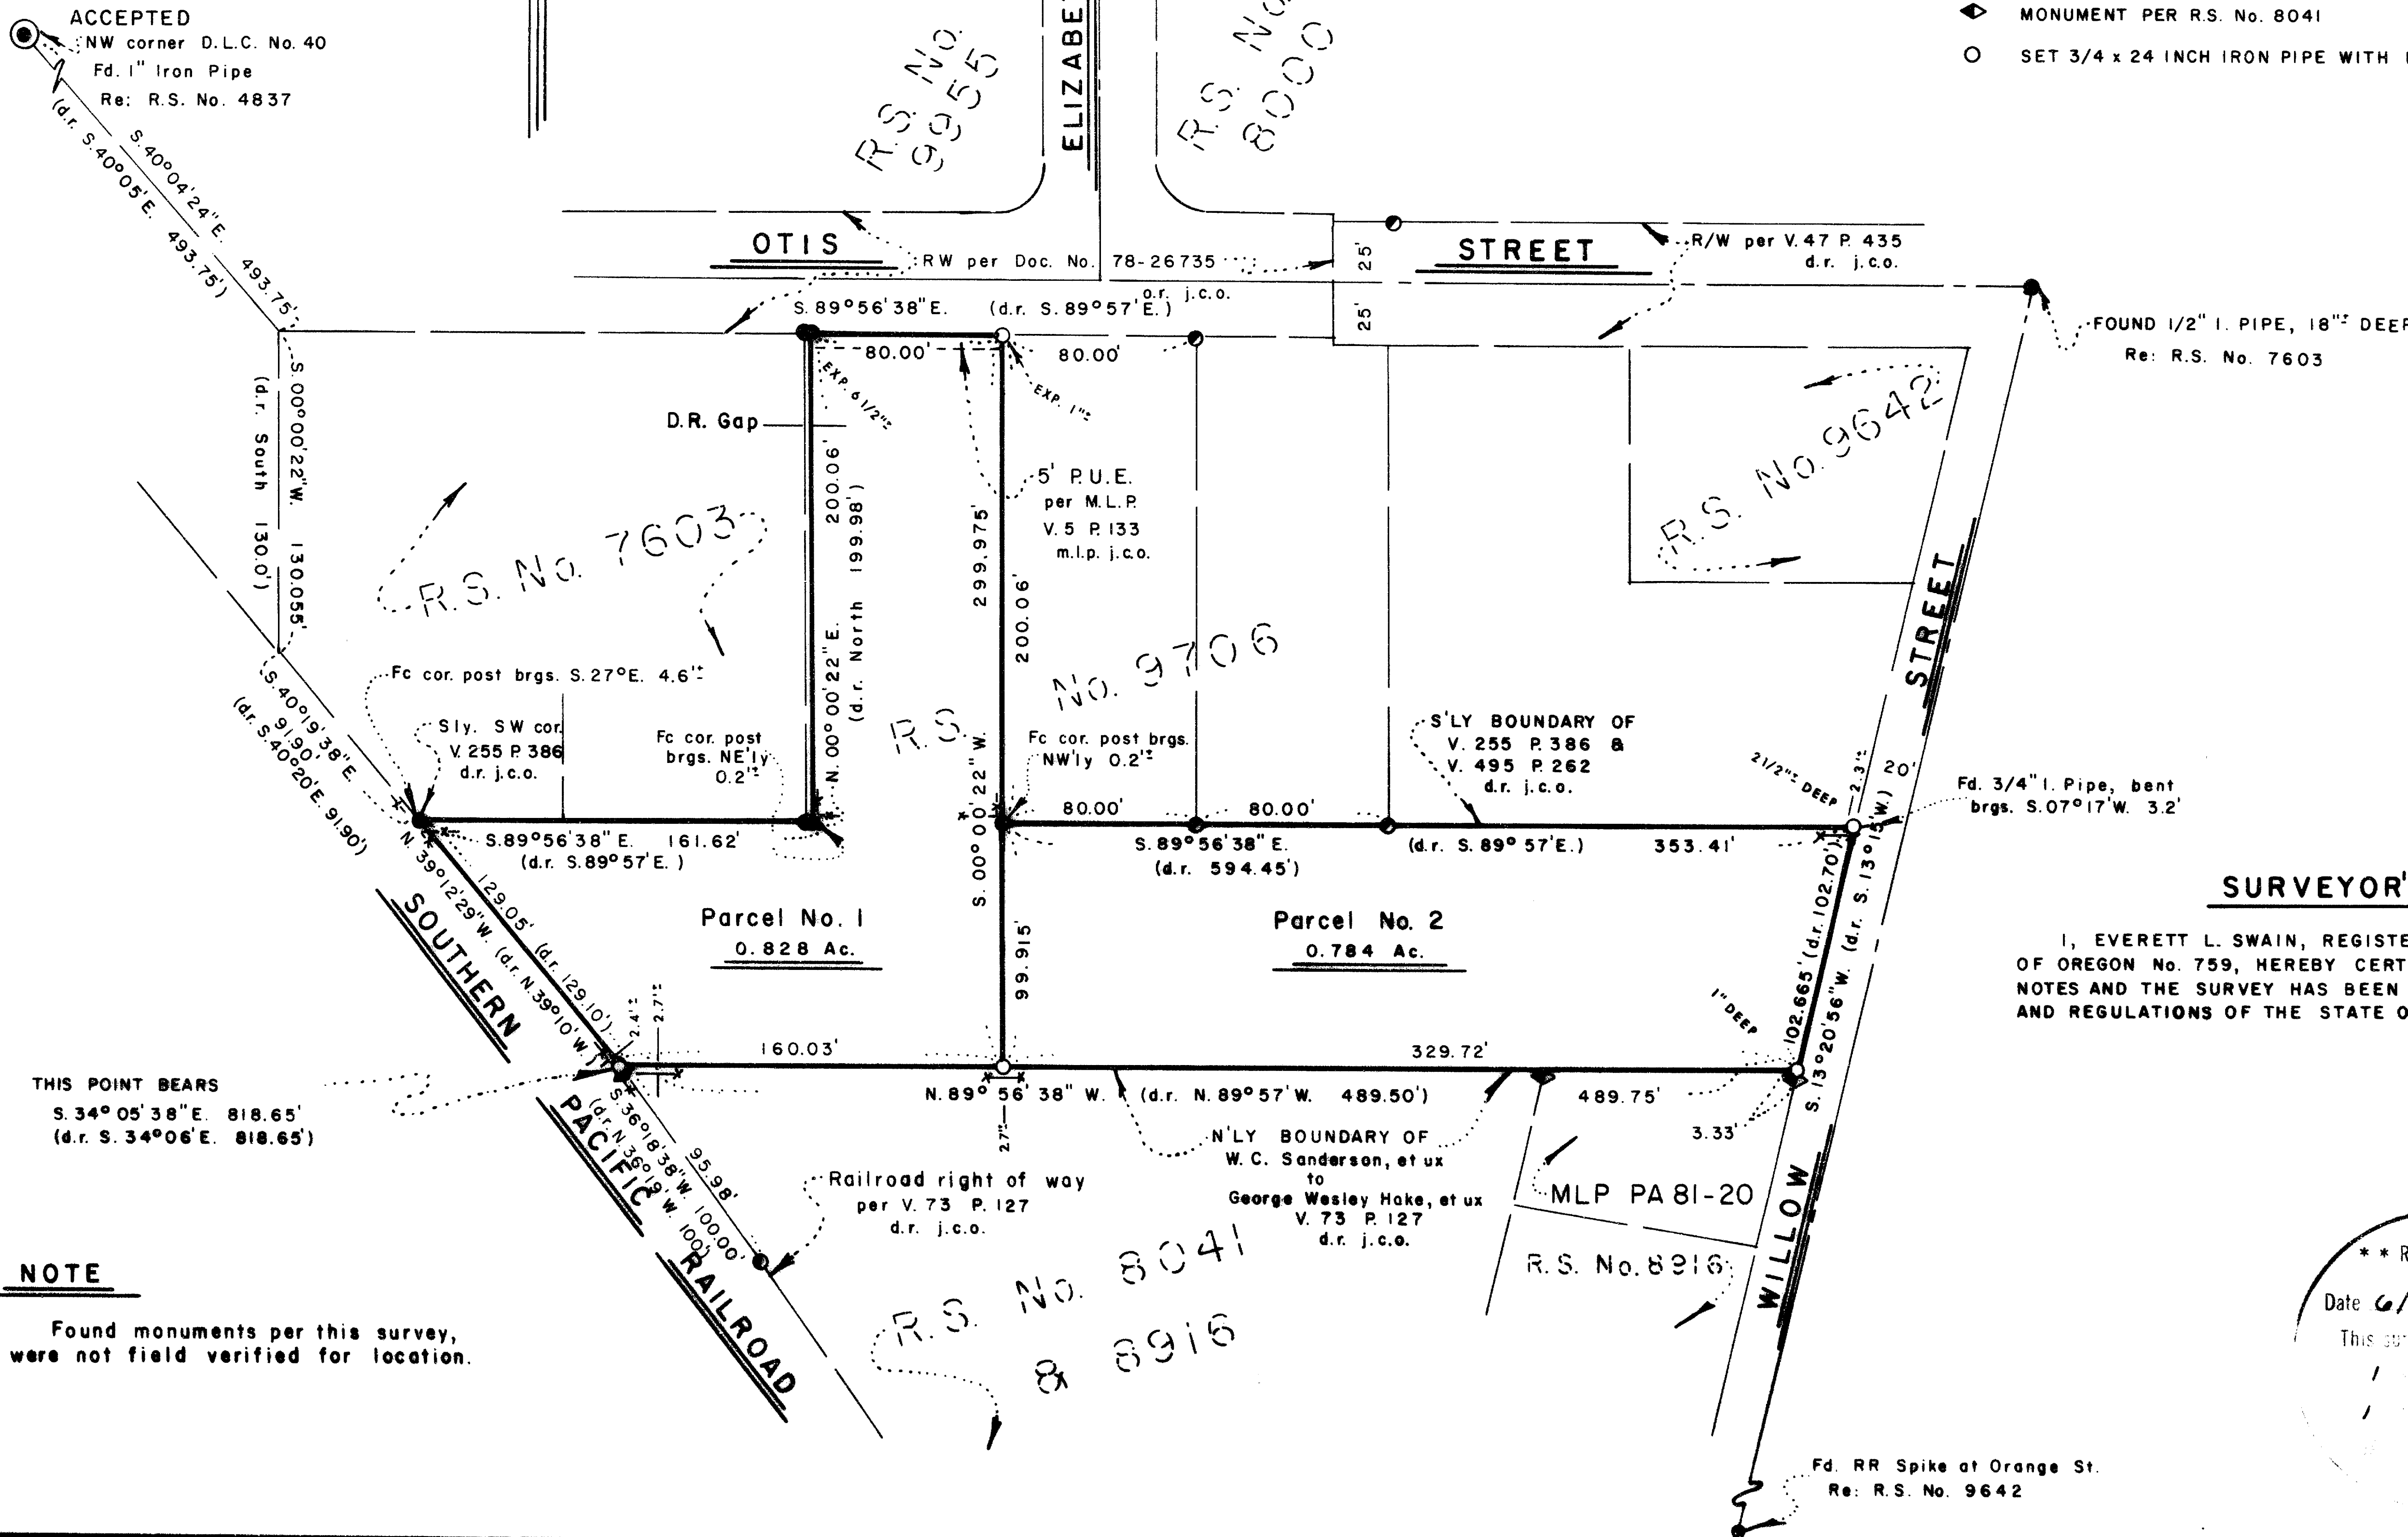 ACCEPTED
NW corner D.L.C. No. 40
Fd. 1" Iron Pipe
Re: R.S. No. 4837
S. 40°04'24" E. 493.75'
(d.r. S. 40°05' E. 493.75')
R.S. No.
9955
R.S. No.
8000
MONUMENT PER R.S. No. 8041
SET 3/4 x 24 INCH IRON PIPE WITH
OTIS
STREET
RW per Doc. No. 78-26735
o.r. j.c.o.
25'
25'
R/W per V. 47 P. 435
d.r. j.c.o.
S. 89°56'38" E. (d.r. S. 89°57' E.)
80.00'
80.00'
FOUND 1/2" I. PIPE, 18"± DEEP
Re: R.S. No. 7603
EXP. 6 1/2"±
EXP. 1"±
D.R. Gap
S. 00°00'22" W. 130.055'
(d.r. South 130.0')
200.06'
N. 00°00'22" E.
(d.r. North 199.98')
5' P.U.E.
per M.L.P.
V. 5 P. 133
m.l.p. j.c.o.
299.975'
200.06'
S. 00°00'22" W.
R.S. No. 7603
R.S. No. 9642
R.S. No. 9706
STREET
Fc cor. post brgs. S. 27° E. 4.6'±
Sly. SW cor.
V. 255 P. 386
d.r. j.c.o.
Fc cor. post
brgs. NE'ly
0.2'±
Fc cor. post brgs.
NW'ly 0.2'±
S'LY BOUNDARY OF
V. 255 P. 386 &
V. 495 P. 262
d.r. j.c.o.
2 1/2"± DEEP
2.3'±
20'
Fd. 3/4" I. Pipe, bent
brgs. S. 07°17' W. 3.2'
S. 40°19'38" E.
91.90'
(d.r. S. 40°20' E. 91.90')
80.00'
80.00'
S. 89°56'38" E. 161.62'
(d.r. S. 89°57' E.)
S. 89°56'38" E. (d.r. S. 89°57' E.) 353.41'
(d.r. 594.45')
129.05' (d.r. 129.10')
N. 39°12'29" W. (d.r. N. 39°10' W.)
Parcel No. 1
0.828 Ac.
99.915'
Parcel No. 2
0.784 Ac.
102.665' (d.r. 102.70')
S. 13°20'56" W. (d.r. S. 13°15' W.)
SURVEYOR'
I, EVERETT L. SWAIN,
OF OREGON No. 759, HEREBY
NOTES AND THE SURVEY HAS BEEN
AND REGULATIONS OF THE STATE
SOUTHERN
2.4'±
2.7'±
1" DEEP
160.03'
329.72'
THIS POINT BEARS
S. 34°05'38" E. 818.65'
(d.r. S. 34°06' E. 818.65')
N. 89°56'38" W. (d.r. N. 89°57' W. 489.50')
489.75'
3.33'
PACIFIC
S. 36°18'38" W. 100.00'
(d.r. N. 36°19' W. 100')
95.98'
Railroad right of way
per V. 73 P. 127
d.r. j.c.o.
N'LY BOUNDARY OF
W. C. Sanderson, et ux
to
George Wesley Hake, et ux
V. 73 P. 127
d.r. j.c.o.
MLP PA 81-20
R.S. No. 8916
WILLOW
RAILROAD
R.S. No. 8041
& 8916
NOTE
Found monuments per this survey,
were not field verified for location.
Date 6/
This
Fd. RR Spike at Orange St.
Re: R.S. No. 9642